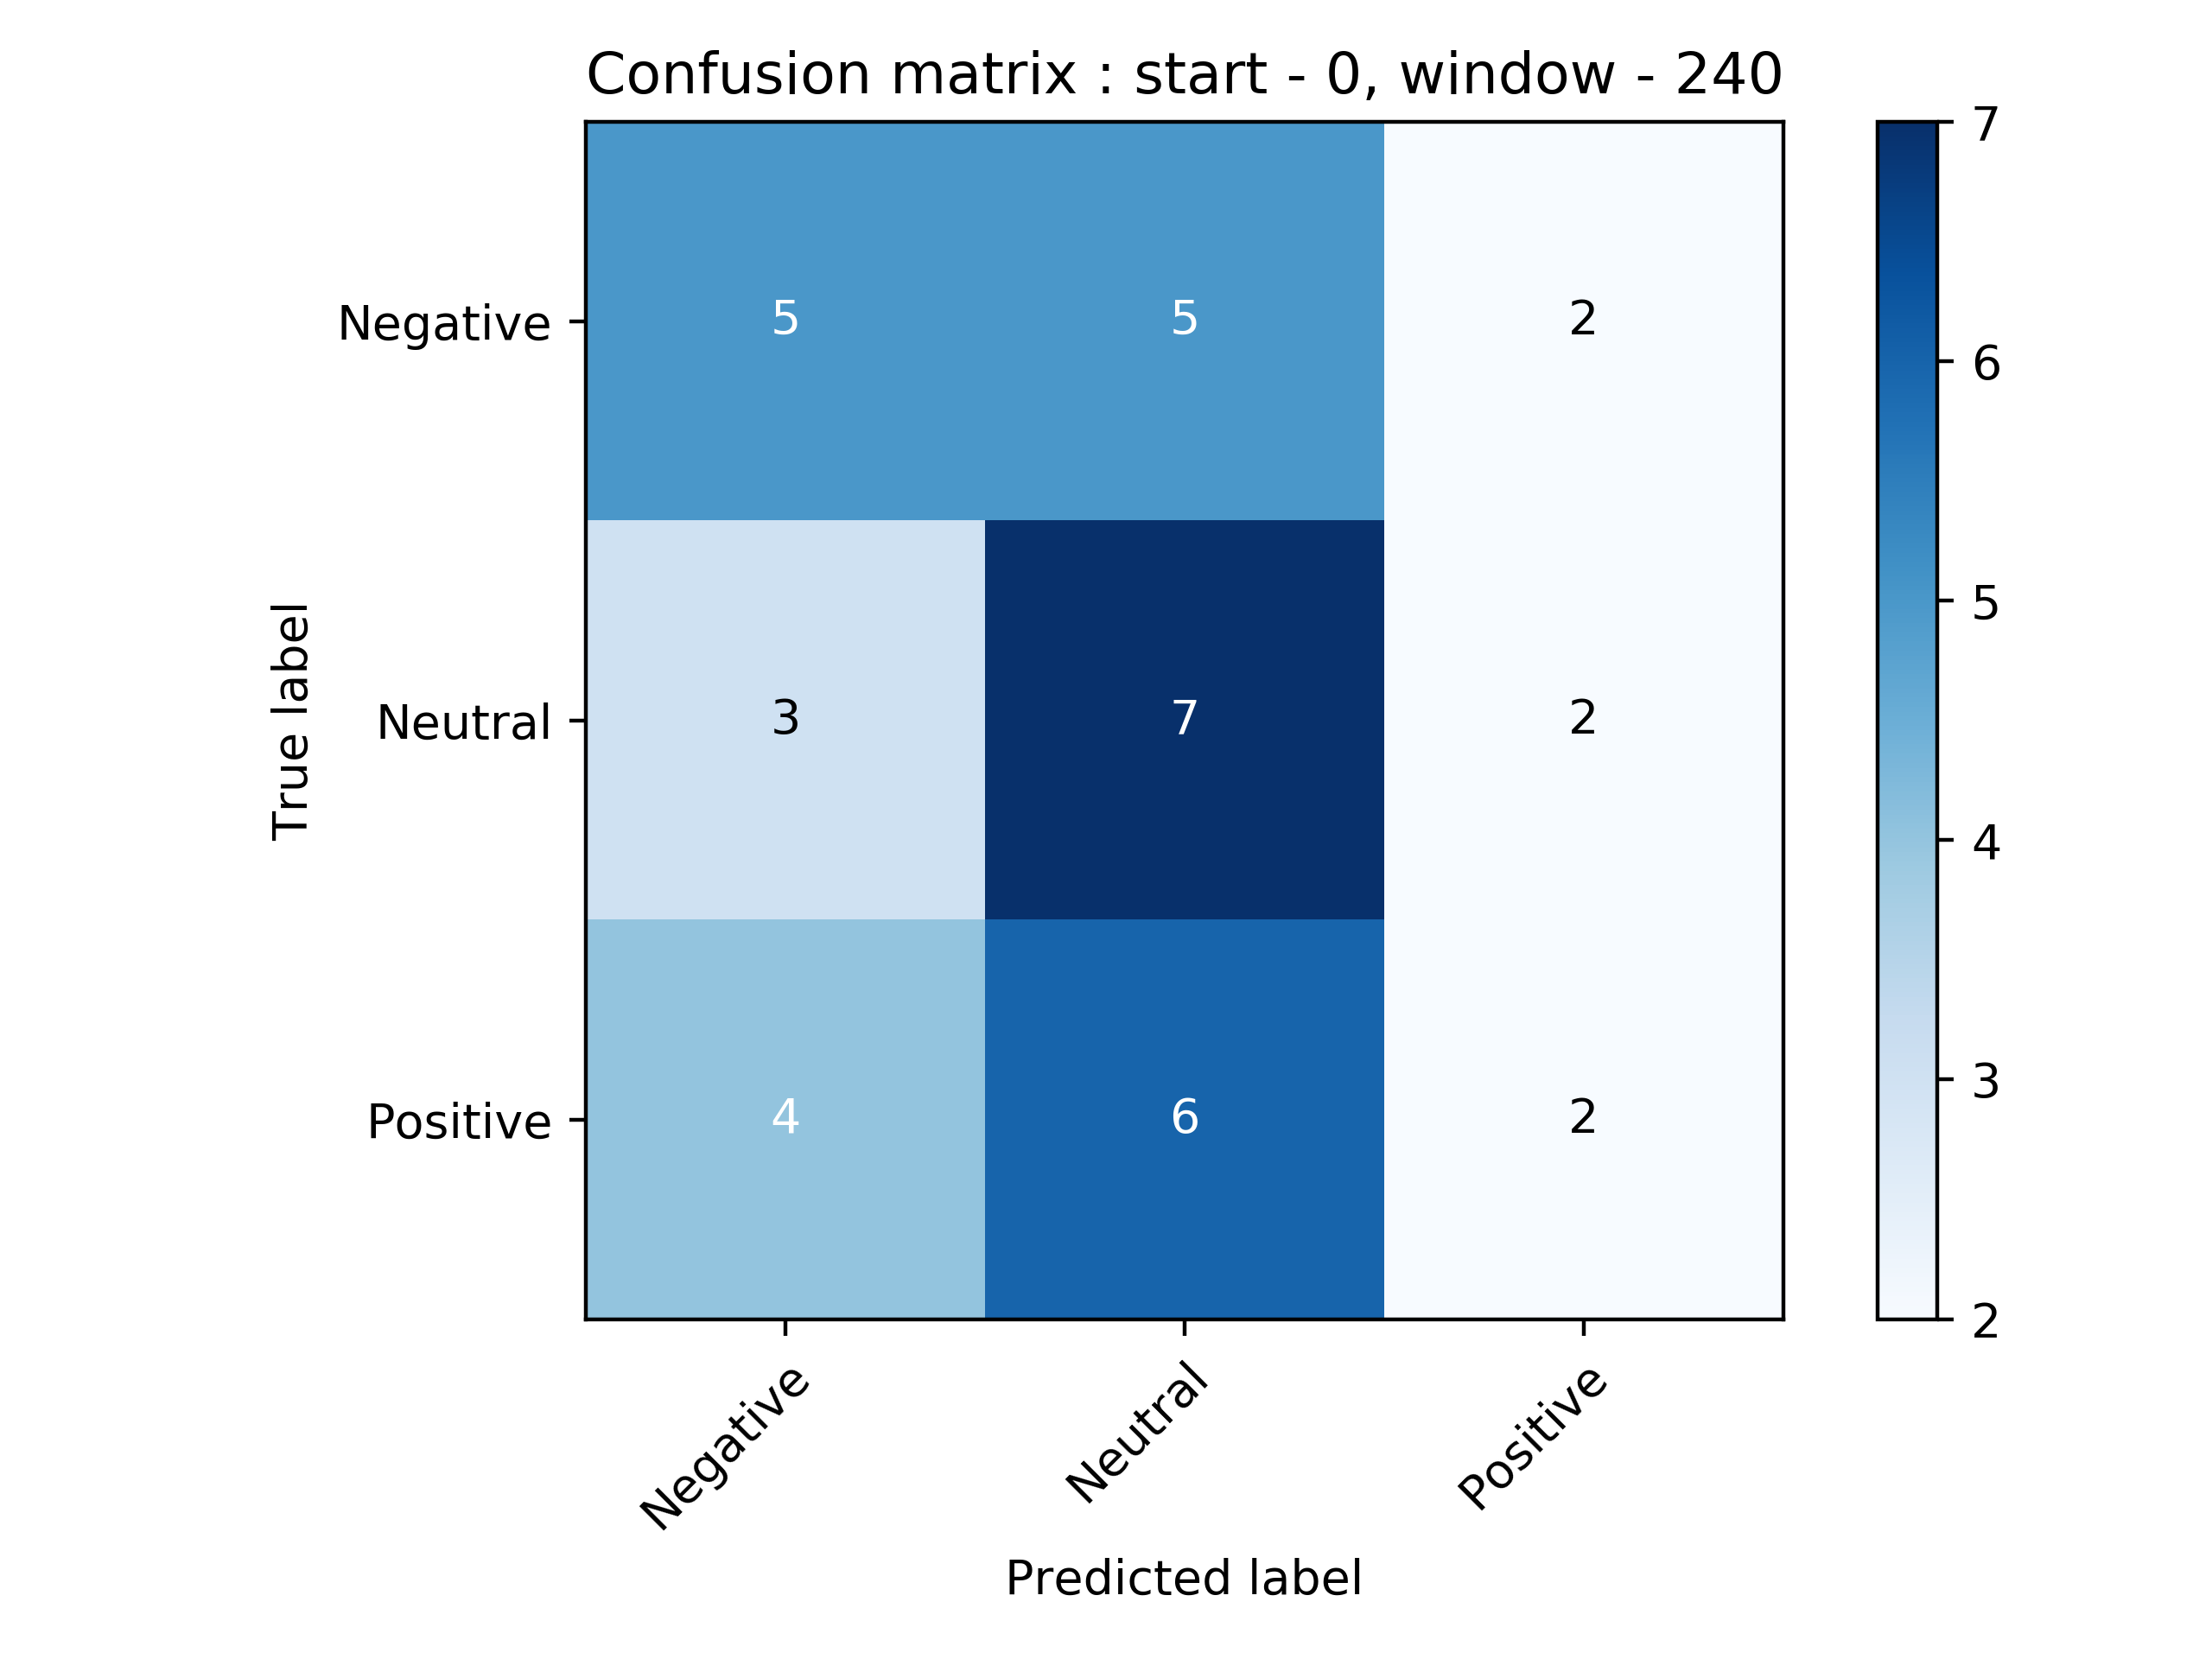 Confusion matrix : start - 0, window - 240
7
Negative 5 5 2
6
5
True label
Neutral 3 7 2
4
3
Positive 4 6 2
2
Negative Neutral Positive
Predicted label